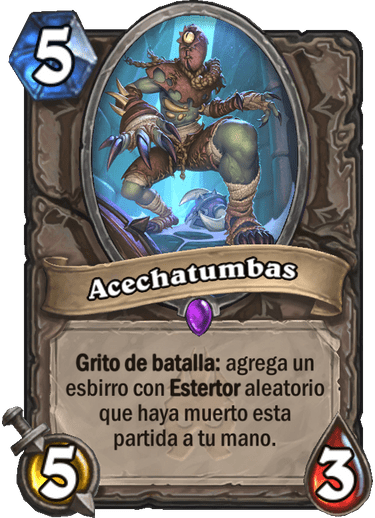 5
Acechatumbas
Grito de batalla: agrega un
esbirro con Estertor aleatorio
que haya muerto esta
partida a tu mano.
5
3